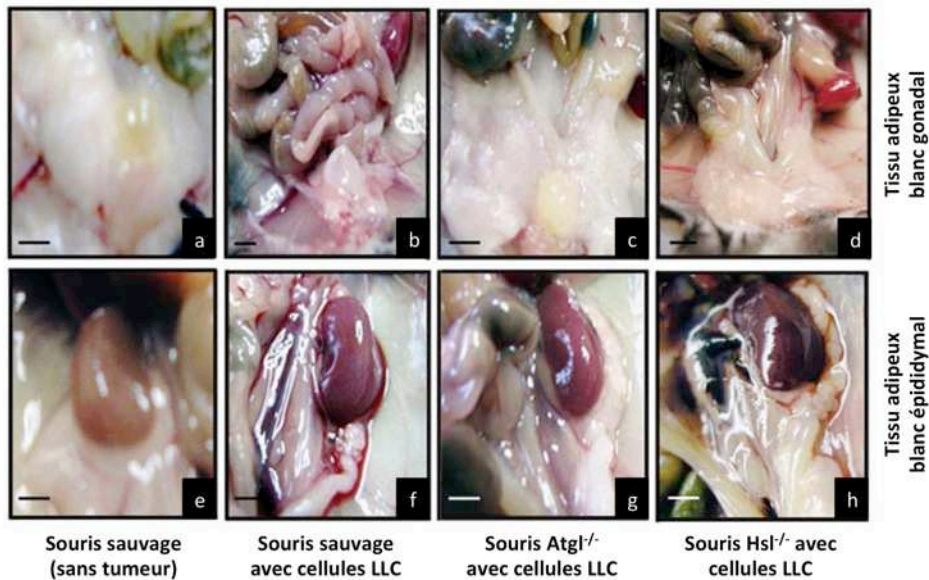 a
b
c
d
Tissu adipeux
blanc gonadal
e
f
g
h
Tissu adipeux
blanc épididymal
Souris sauvage
(sans tumeur)
Souris sauvage
avec cellules LLC
Souris Atgl-/-
avec cellules LLC
Souris Hsl-/- avec
cellules LLC